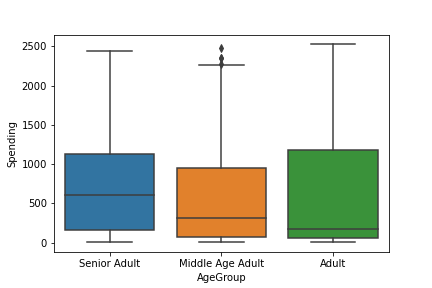 2500
2000
1500
1000
500
0
Spending
Senior Adult
Middle Age Adult
Adult
AgeGroup